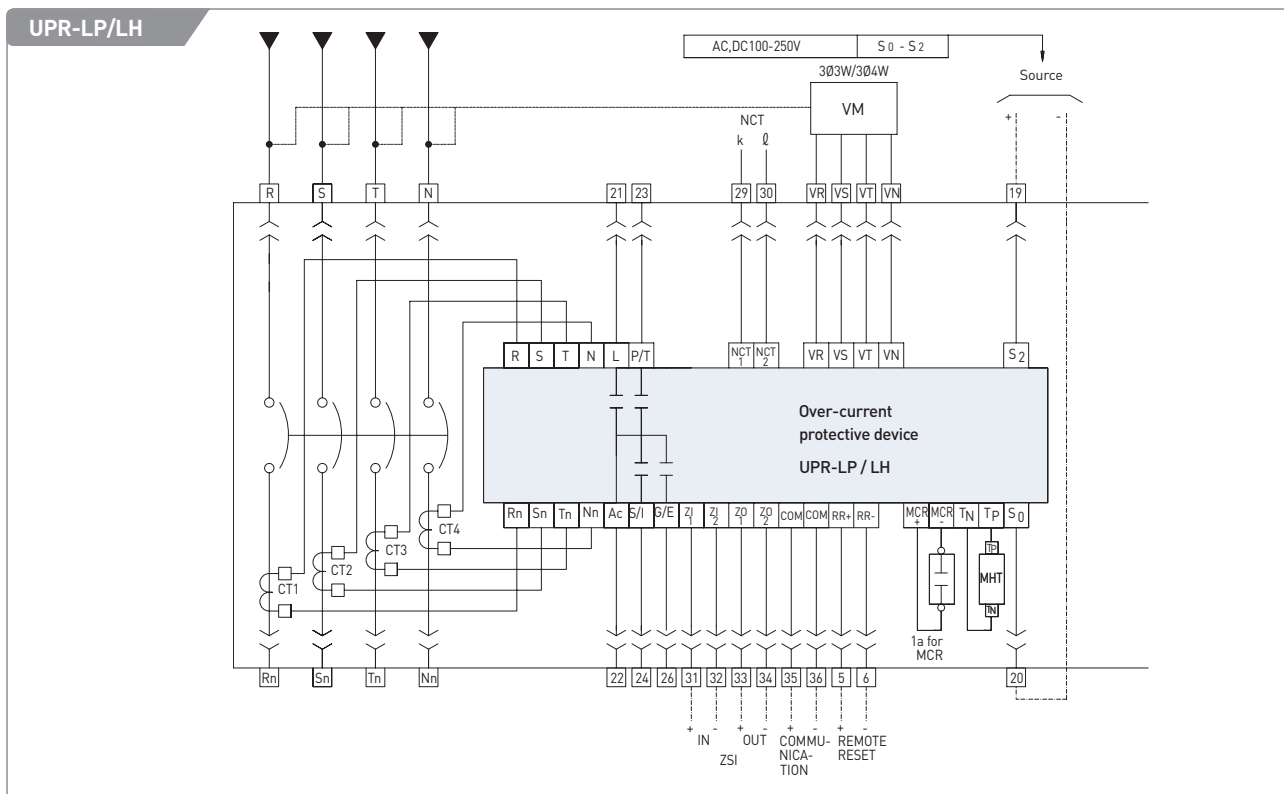 UPR-LP/LH
AC,DC100-250V S0 - S2
3Ø3W/3Ø4W
Source
VM
NCT
k ℓ
+ -
R S T N 21 23 29 30 VR VS VT VN 19
R S T N L P/T NCT 1 NCT 2 VR VS VT VN S2
Over-current
protective device
UPR-LP / LH
Rn Sn Tn Nn Ac S/I G/E ZI 1 ZI 2 ZO 1 ZO 2 COM COM RR+ RR- MCR + MCR - TN TP S0
CT4
CT3
CT2
CT1
TP
MHT
TN
1a for
MCR
Rn Sn Tn Nn 22 24 26 31 32 33 34 35 36 5 6 20
+ - + - + - + -
IN OUT COMMU- REMOTE
NICA- RESET
ZSI
TION